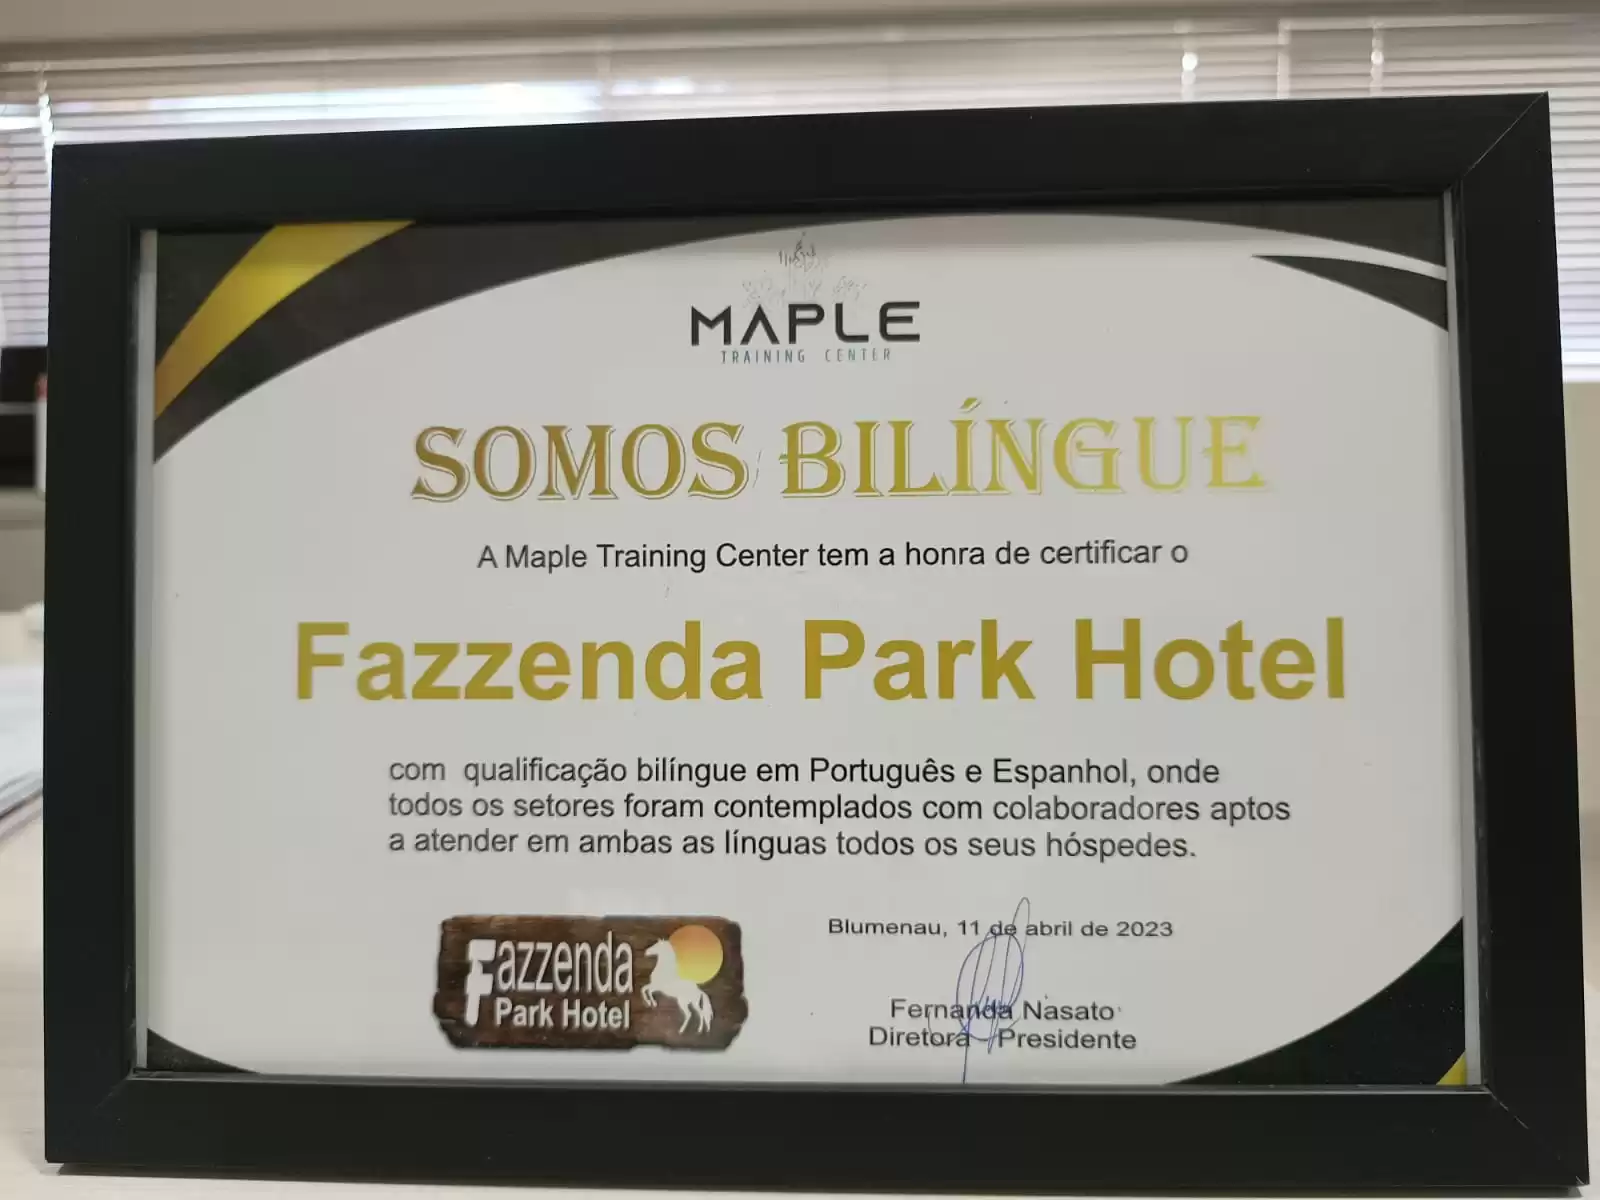 MAPLE
TRAINING CENTER
SOMOS BILÍNGUE
A Maple Training Center tem a honra de certificar o
Fazzenda Park Hotel
com qualificação bilíngue em Português e Espanhol, onde
todos os setores foram contemplados com colaboradores aptos
a atender em ambas as línguas todos os seus hóspedes.
Fazzenda
Park Hotel
Blumenau, 11 de abril de 2023
Fernanda Nasato
Diretora Presidente